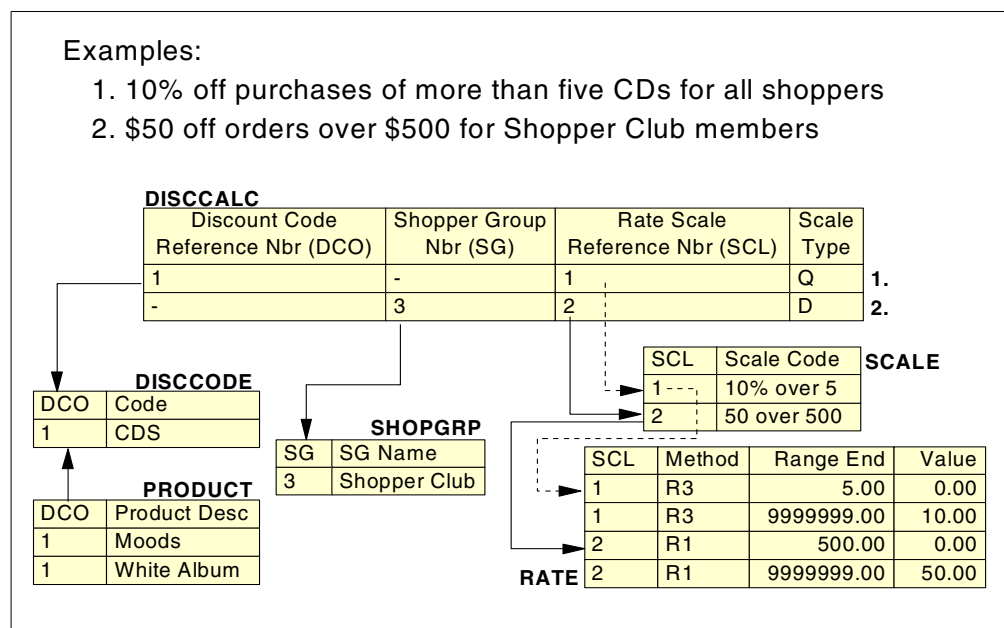 Examples:
1. 10% off purchases of more than five CDs for all shoppers
2. $50 off orders over $500 for Shopper Club members
DISCCALC
Discount Code Reference Nbr (DCO) Shopper Group Nbr (SG) Rate Scale Reference Nbr (SCL) Scale Type
1 - 1 Q 1.
- 3 2 D 2.
SCALE
SCL Scale Code
1 10% over 5
2 50 over 500
DISCCODE
DCO Code
1 CDS
SHOPGRP
SG SG Name
3 Shopper Club
PRODUCT
DCO Product Desc
1 Moods
1 White Album
RATE
SCL Method Range End Value
1 R3 5.00 0.00
1 R3 9999999.00 10.00
2 R1 500.00 0.00
2 R1 9999999.00 50.00